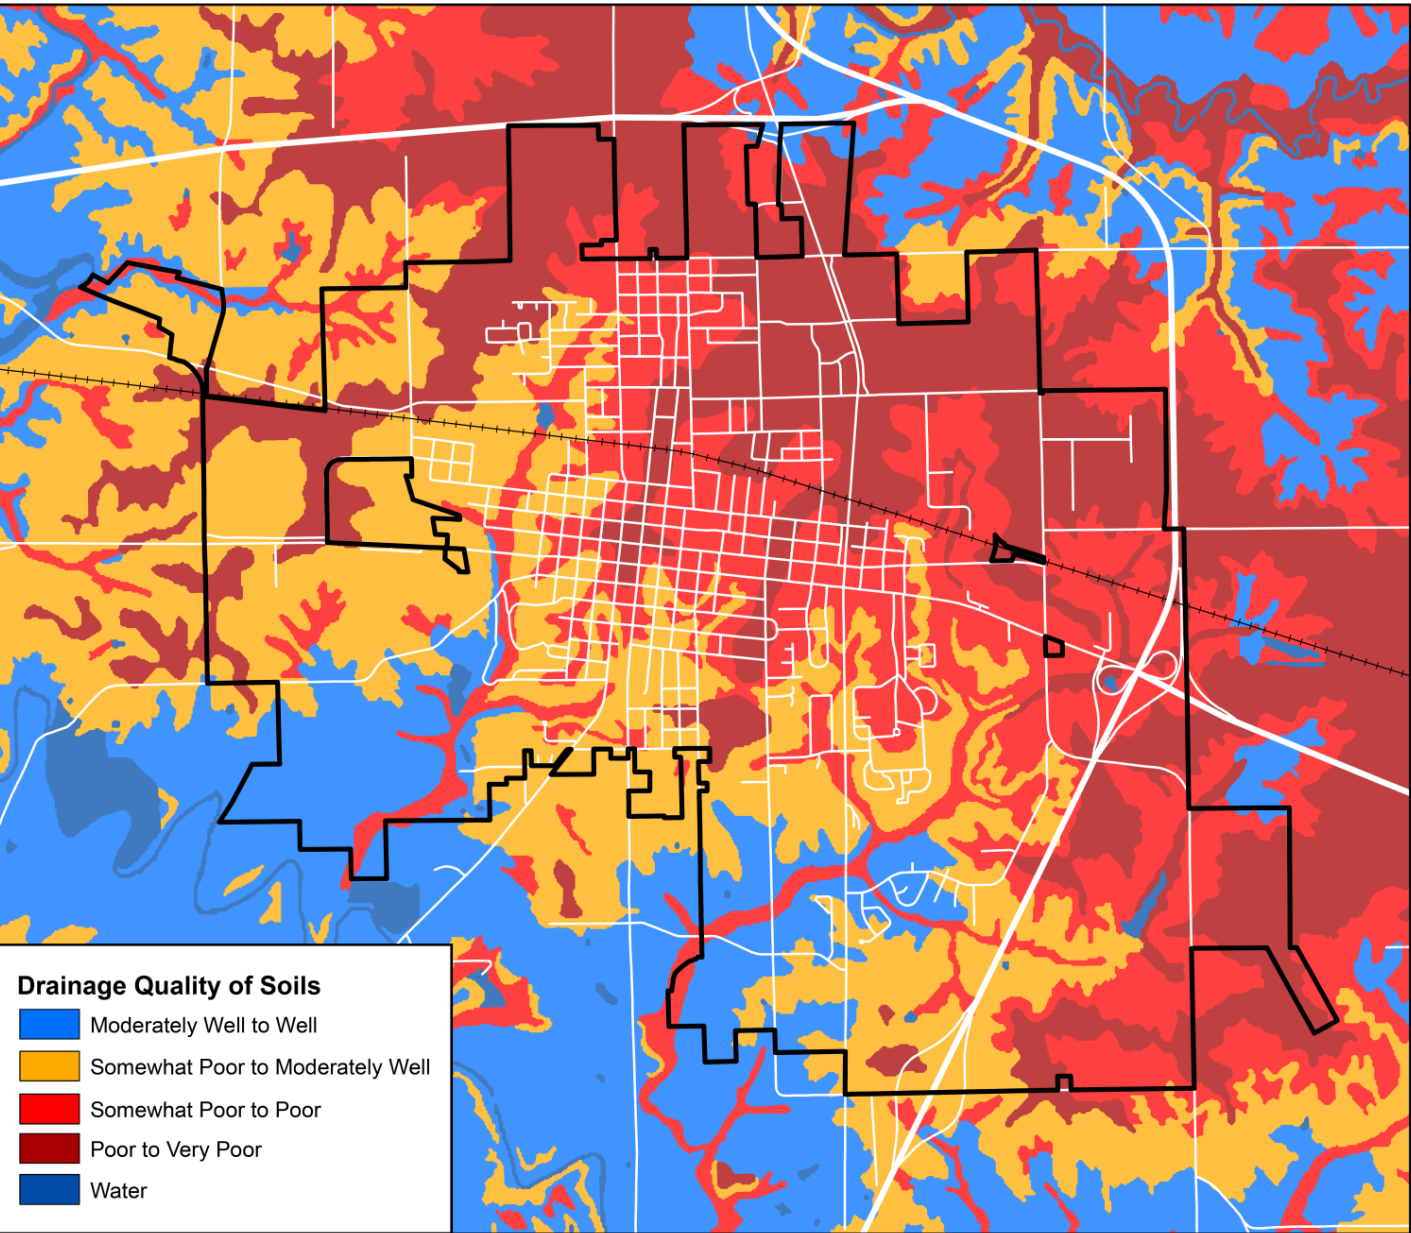 Drainage Quality of Soils
Moderately Well to Well
Somewhat Poor to Moderately Well
Somewhat Poor to Poor
Poor to Very Poor
Water